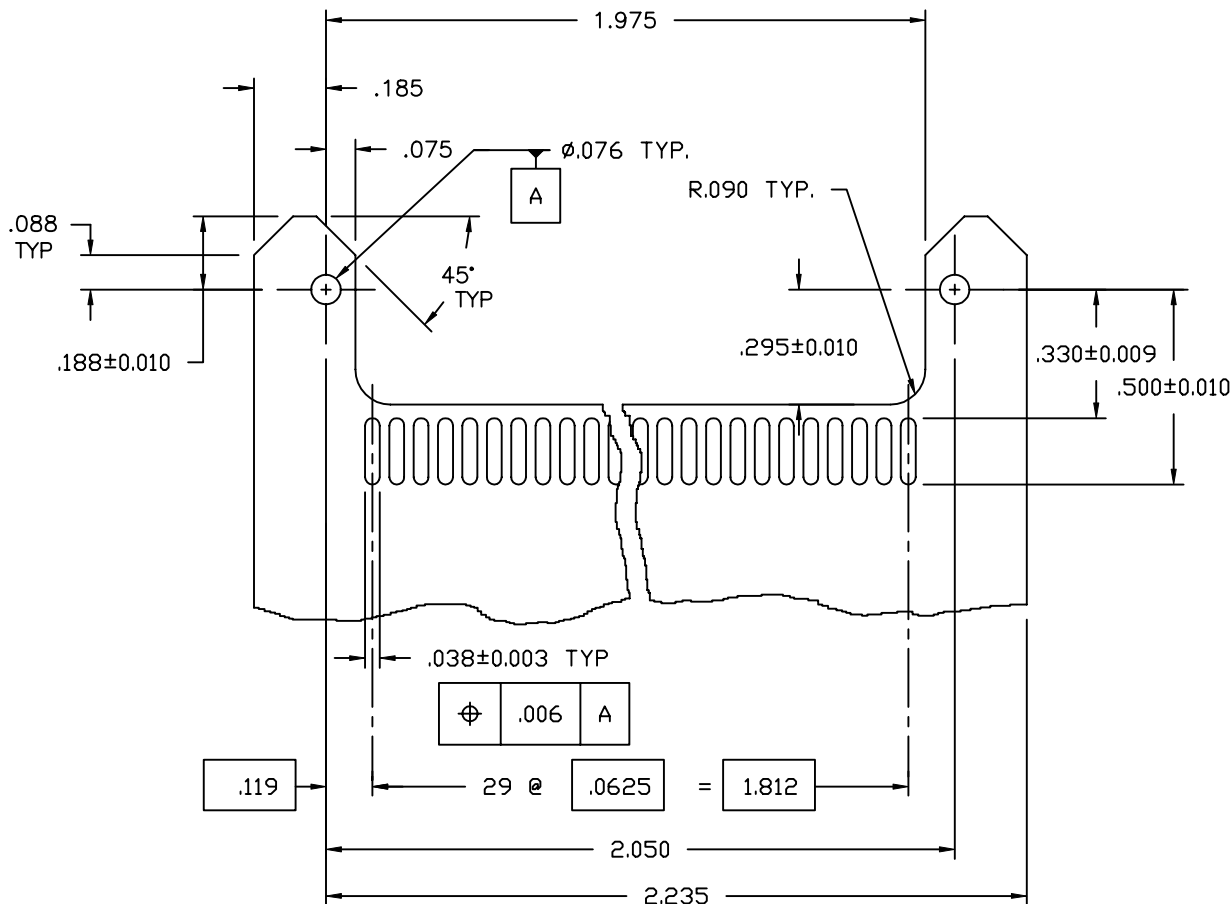 1.975
.185
.075
Ø.076 TYP.
A
R.090 TYP.
.088
TYP
45°
TYP
.188±0.010
.295±0.010
.330±0.009
.500±0.010
.038±0.003 TYP
⌖ .006 A
.119
29 @ .0625 = 1.812
2.050
2.235